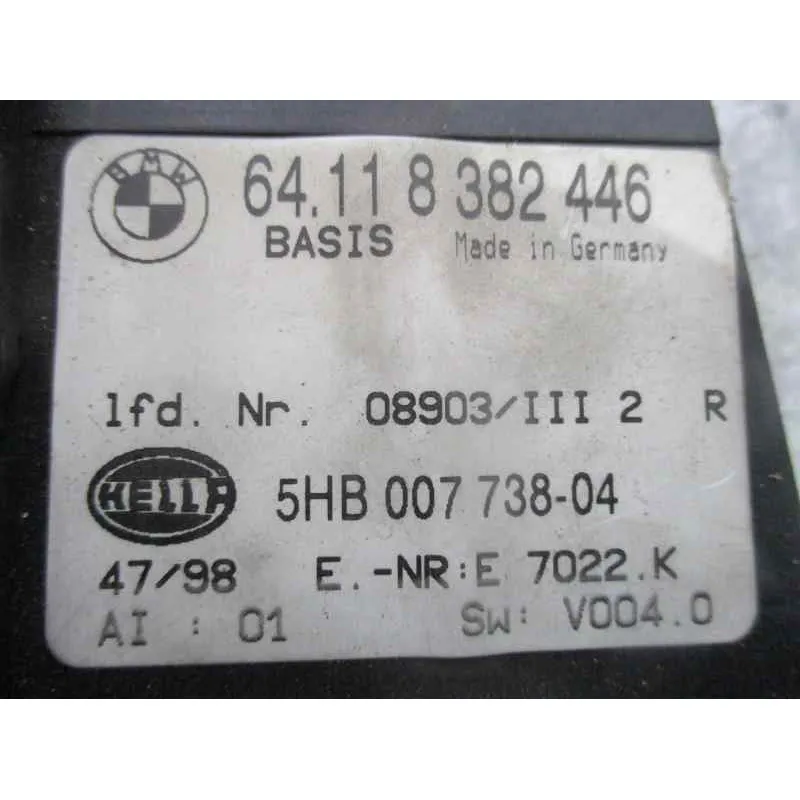 BMW 64.11 8 382 446
BASIS Made in Germany
lfd. Nr. 08903/III 2 R
HELLA 5HB 007 738-04
47/98 E.-NR:E 7022.K
AI : 01 SW: V004.0